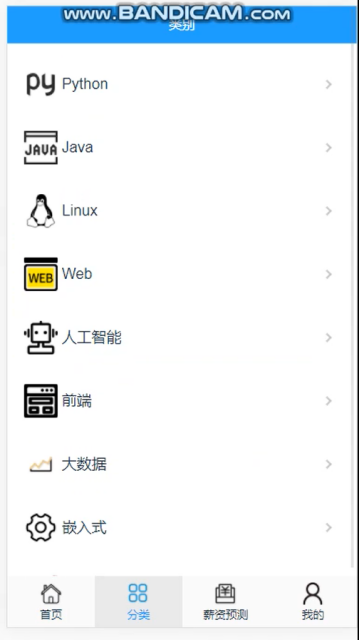 www.BANDICAM.com
类别
py Python
JAVA Java
Linux
WEB Web
人工智能
前端
大数据
嵌入式
首页 分类 薪资预测 我的